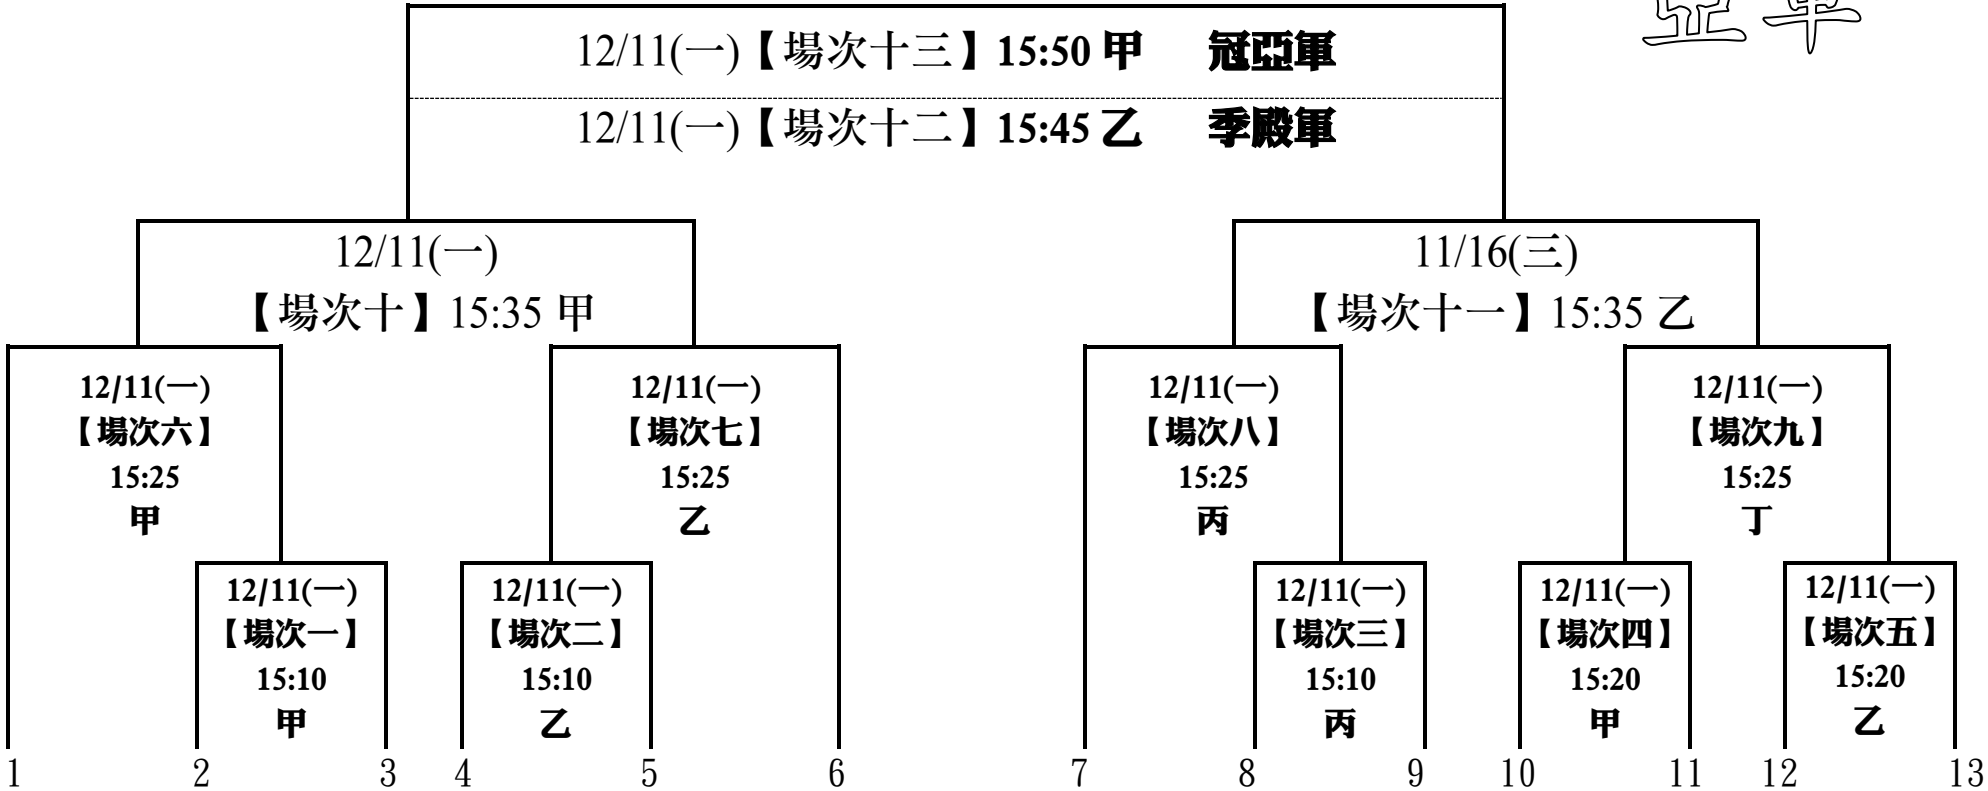 亞軍
12/11(一)【場次十三】15:50 甲 冠亞軍
12/11(一)【場次十二】15:45 乙 季殿軍
12/11(一)
【場次十】15:35 甲
11/16(三)
【場次十一】15:35 乙
12/11(一)
【場次六】
15:25
甲
12/11(一)
【場次七】
15:25
乙
12/11(一)
【場次八】
15:25
丙
12/11(一)
【場次九】
15:25
丁
12/11(一)
【場次一】
15:10
甲
12/11(一)
【場次二】
15:10
乙
12/11(一)
【場次三】
15:10
丙
12/11(一)
【場次四】
15:20
甲
12/11(一)
【場次五】
15:20
乙
1 2 3 4 5 6 7 8 9 10 11 12 13